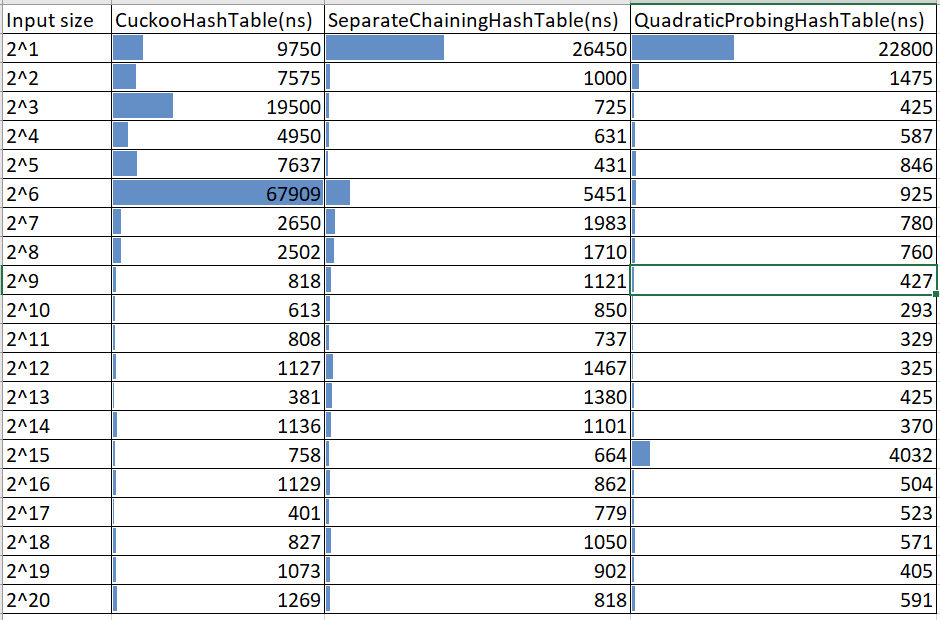 Input size CuckooHashTable(ns) SeparateChainingHashTable(ns) QuadraticProbingHashTable(ns)
2^1 9750 26450 22800
2^2 7575 1000 1475
2^3 19500 725 425
2^4 4950 631 587
2^5 7637 431 846
2^6 67909 5451 925
2^7 2650 1983 780
2^8 2502 1710 760
2^9 818 1121 427
2^10 613 850 293
2^11 808 737 329
2^12 1127 1467 325
2^13 381 1380 425
2^14 1136 1101 370
2^15 758 664 4032
2^16 1129 862 504
2^17 401 779 523
2^18 827 1050 571
2^19 1073 902 405
2^20 1269 818 591